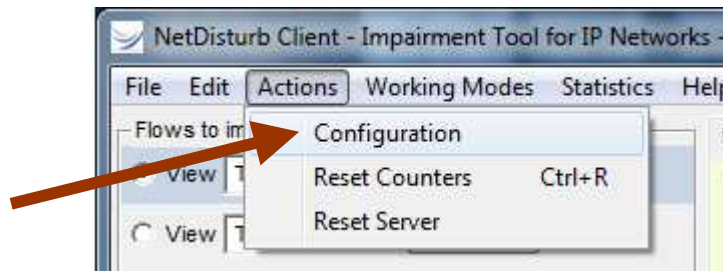 NetDisturb Client - Impairment Tool for IP Networks -
File Edit Actions Working Modes Statistics Help
Flows to im
Configuration
View T
Reset Counters Ctrl+R
Reset Server
View T